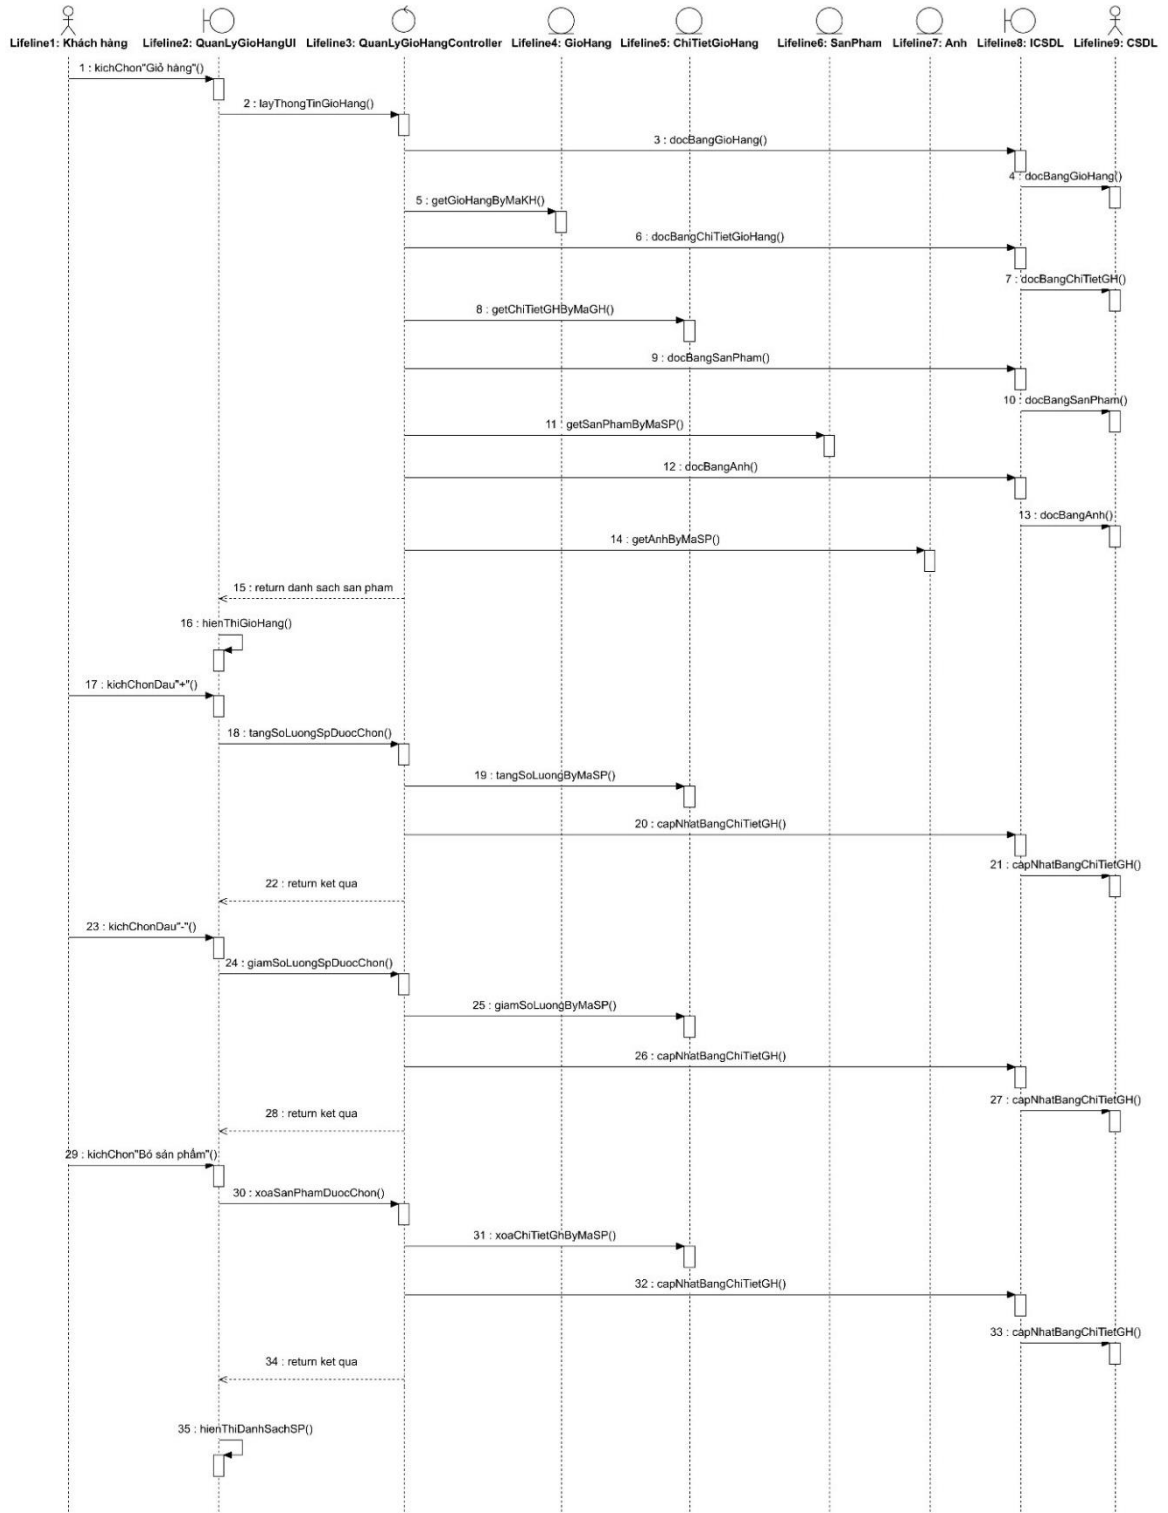 Lifeline1: Khách hàng
Lifeline2: QuanLyGioHangUI
Lifeline3: QuanLyGioHangController
Lifeline4: GioHang
Lifeline5: ChiTietGioHang
Lifeline6: SanPham
Lifeline7: Anh
Lifeline8: ICSDL
Lifeline9: CSDL
1 : kichChon"Giỏ hàng"()
2 : layThongTinGioHang()
3 : docBangGioHang()
4 : docBangGioHang()
5 : getGioHangByMaKH()
6 : docBangChiTietGioHang()
7 : docBangChiTietGH()
8 : getChiTietGHByMaGH()
9 : docBangSanPham()
10 : docBangSanPham()
11 : getSanPhamByMaSP()
12 : docBangAnh()
13 : docBangAnh()
14 : getAnhByMaSP()
15 : return danh sach san pham
16 : hienThiGioHang()
17 : kichChonDau"+"()
18 : tangSoLuongSpDuocChon()
19 : tangSoLuongByMaSP()
20 : capNhatBangChiTietGH()
21 : capNhatBangChiTietGH()
22 : return ket qua
23 : kichChonDau"-"()
24 : giamSoLuongSpDuocChon()
25 : giamSoLuongByMaSP()
26 : capNhatBangChiTietGH()
27 : capNhatBangChiTietGH()
28 : return ket qua
29 : kichChon"Bỏ sản phẩm"()
30 : xoaSanPhamDuocChon()
31 : xoaChiTietGhByMaSP()
32 : capNhatBangChiTietGH()
33 : capNhatBangChiTietGH()
34 : return ket qua
35 : hienThiDanhSachSP()